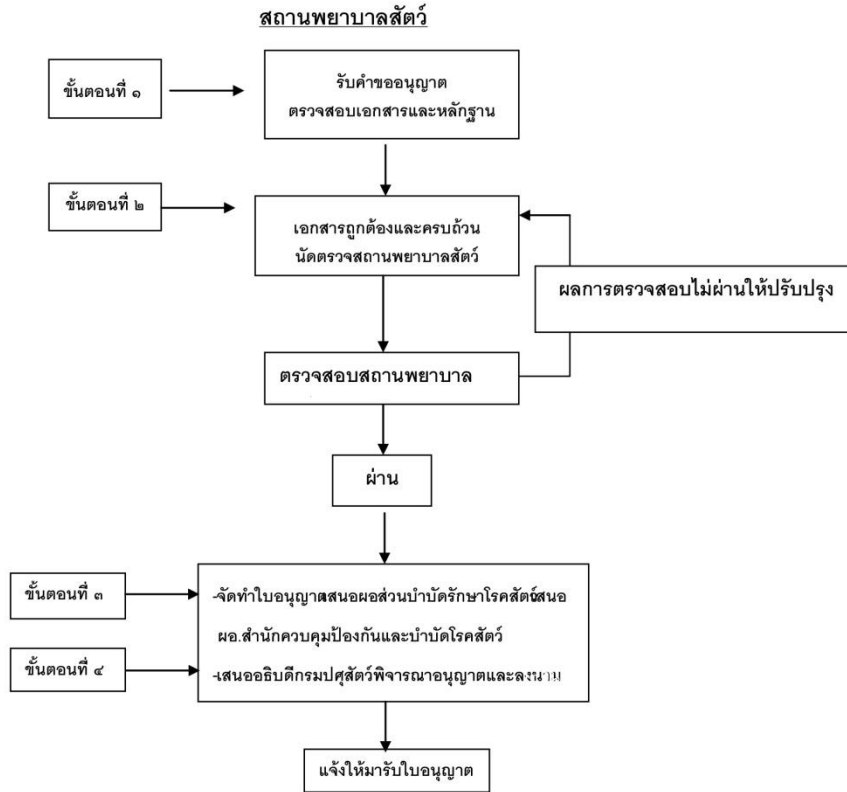 สถานพยาบาลสัตว์
ขั้นตอนที่ ๑
รับคำขออนุญาต
ตรวจสอบเอกสารและหลักฐาน
ขั้นตอนที่ ๒
เอกสารถูกต้องและครบถ้วน
นัดตรวจสถานพยาบาลสัตว์
ผลการตรวจสอบไม่ผ่านให้ปรับปรุง
ตรวจสอบสถานพยาบาล
ผ่าน
ขั้นตอนที่ ๓
-จัดทำใบอนุญาตเสนอผอส่วนบำบัดรักษาโรคสัตว์เสนอ
ผอ.สำนักควบคุมป้องกันและบำบัดโรคสัตว์
ขั้นตอนที่ ๔
-เสนออธิบดีกรมปศุสัตว์พิจารณาอนุญาตและลงนาม
แจ้งให้มารับใบอนุญาต